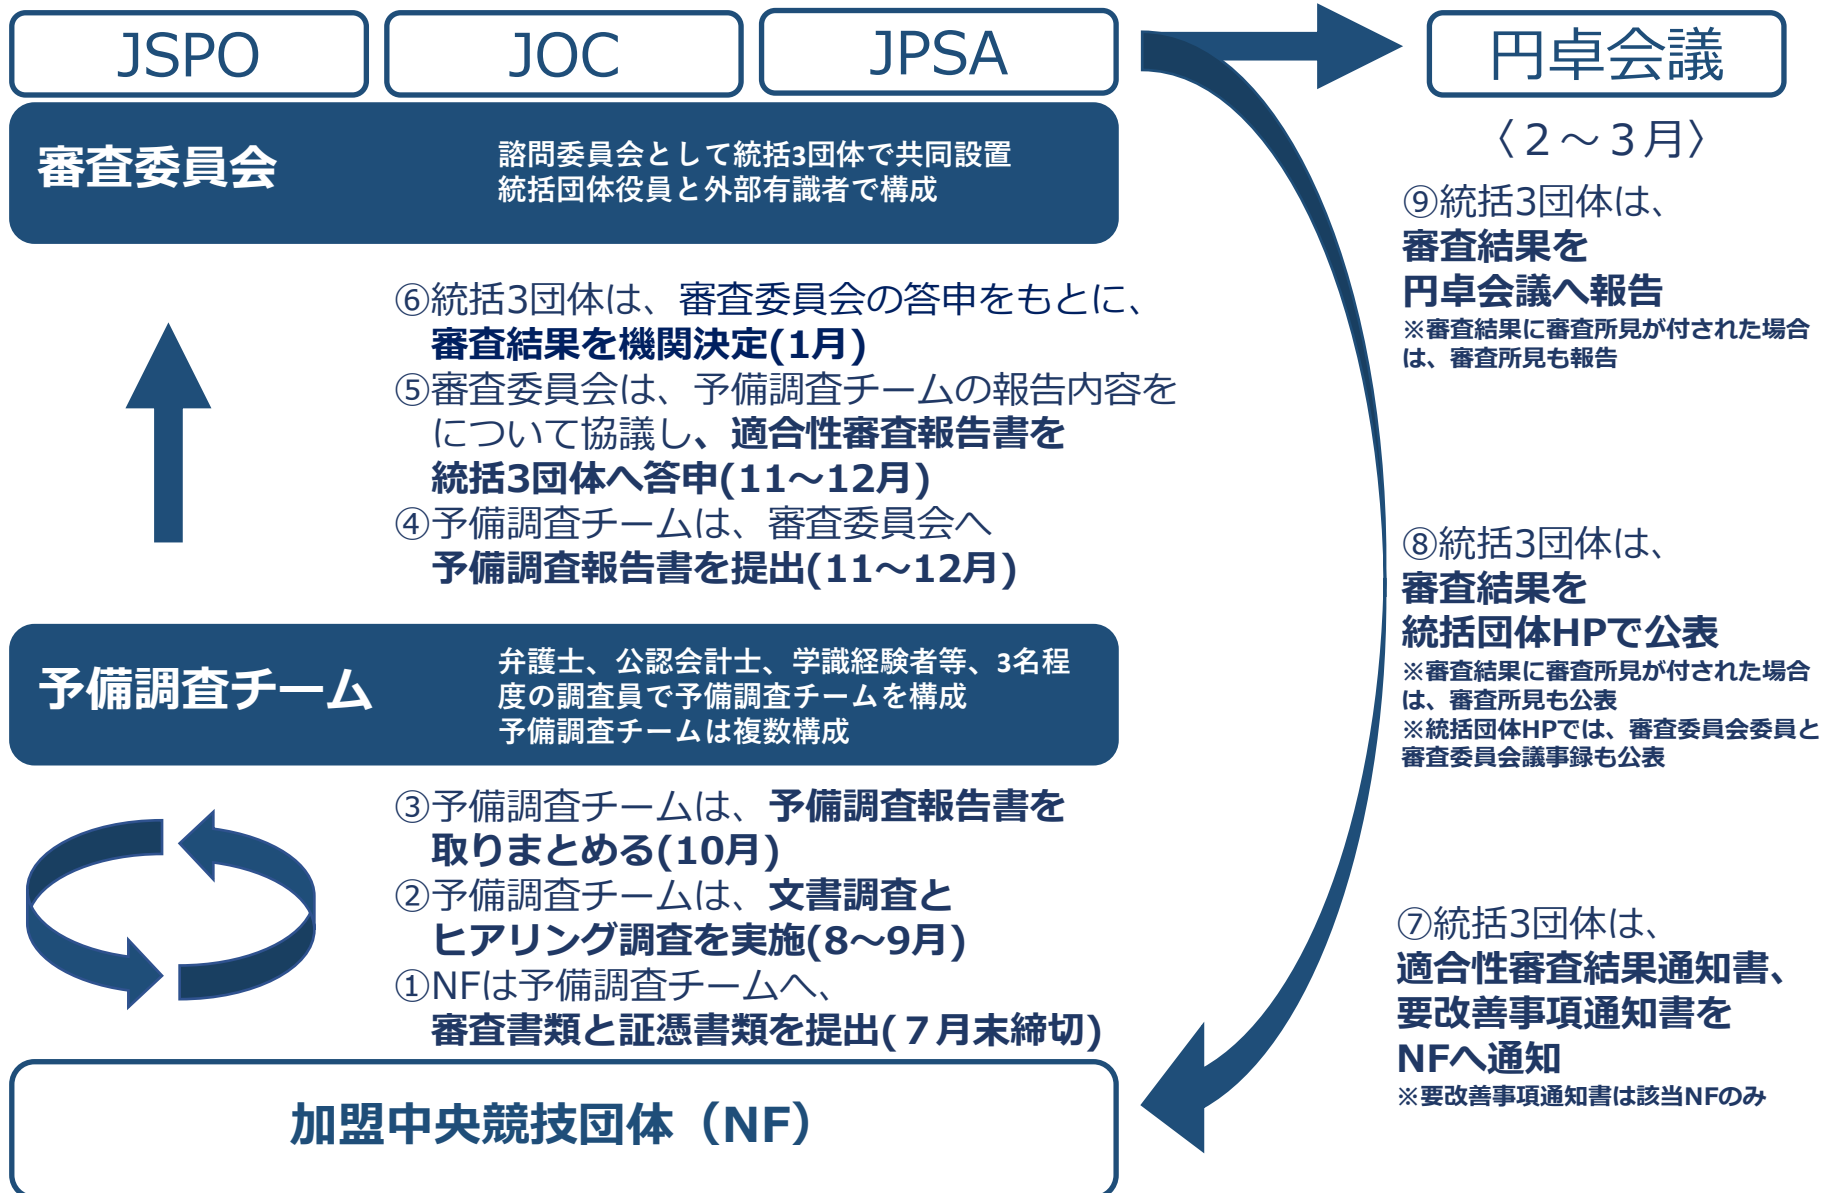 JSPO
JOC
JPSA
円卓会議
〈２～３月〉
審査委員会
諮問委員会として統括3団体で共同設置
統括団体役員と外部有識者で構成
⑥統括3団体は、審査委員会の答申をもとに、
審査結果を機関決定(1月)
⑤審査委員会は、予備調査チームの報告内容を
について協議し、適合性審査報告書を
統括3団体へ答申(11～12月)
④予備調査チームは、審査委員会へ
予備調査報告書を提出(11～12月)
予備調査チーム
弁護士、公認会計士、学識経験者等、3名程
度の調査員で予備調査チームを構成
予備調査チームは複数構成
③予備調査チームは、予備調査報告書を
取りまとめる(10月)
②予備調査チームは、文書調査と
ヒアリング調査を実施(8～9月)
①NFは予備調査チームへ、
審査書類と証憑書類を提出(７月末締切)
加盟中央競技団体（NF）
⑨統括3団体は、
審査結果を
円卓会議へ報告
※審査結果に審査所見が付された場合
は、審査所見も報告
⑧統括3団体は、
審査結果を
統括団体HPで公表
※審査結果に審査所見が付された場合
は、審査所見も公表
※統括団体HPでは、審査委員会委員と
審査委員会議事録も公表
⑦統括3団体は、
適合性審査結果通知書、
要改善事項通知書を
NFへ通知
※要改善事項通知書は該当NFのみ